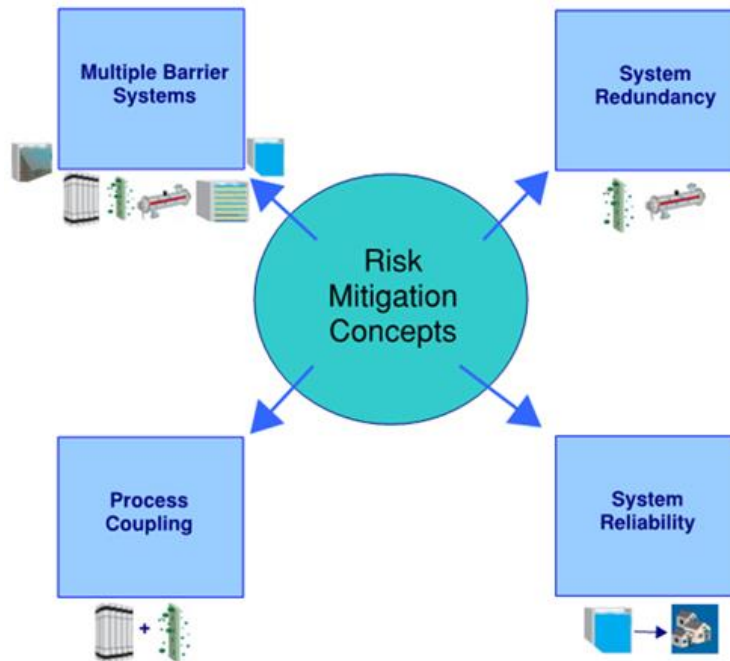 Multiple Barrier
Systems
System
Redundancy
Risk
Mitigation
Concepts
Process
Coupling
System
Reliability
+